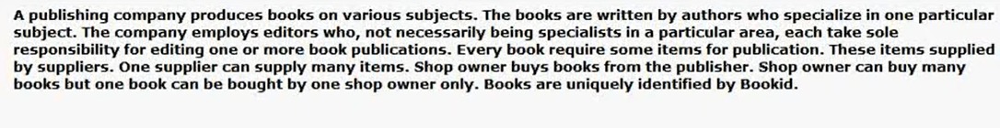 A publishing company produces books on various subjects. The books are written by authors who specialize in one particular
subject. The company employs editors who, not necessarily being specialists in a particular area, each take sole
responsibility for editing one or more book publications. Every book require some items for publication. These items supplied
by suppliers. One supplier can supply many items. Shop owner buys books from the publisher. Shop owner can buy many
books but one book can be bought by one shop owner only. Books are uniquely identified by Bookid.